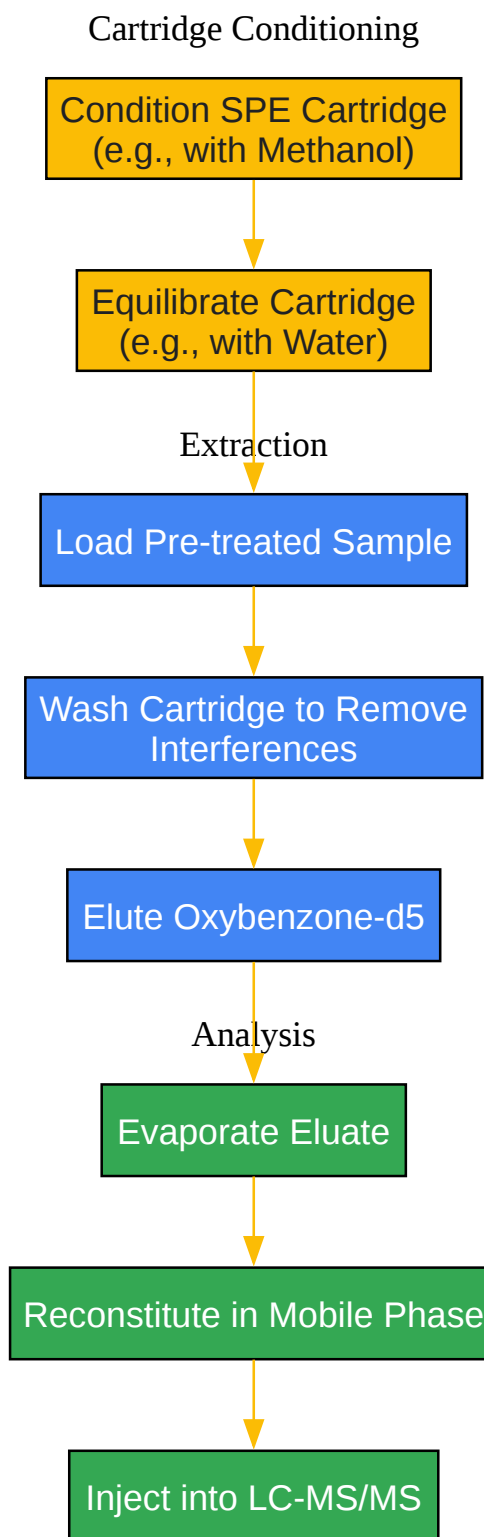 Cartridge Conditioning
Condition SPE Cartridge
(e.g., with Methanol)
Equilibrate Cartridge
(e.g., with Water)
Extraction
Load Pre-treated Sample
Wash Cartridge to Remove
Interferences
Elute Oxybenzone-d5
Analysis
Evaporate Eluate
Reconstitute in Mobile Phase
Inject into LC-MS/MS